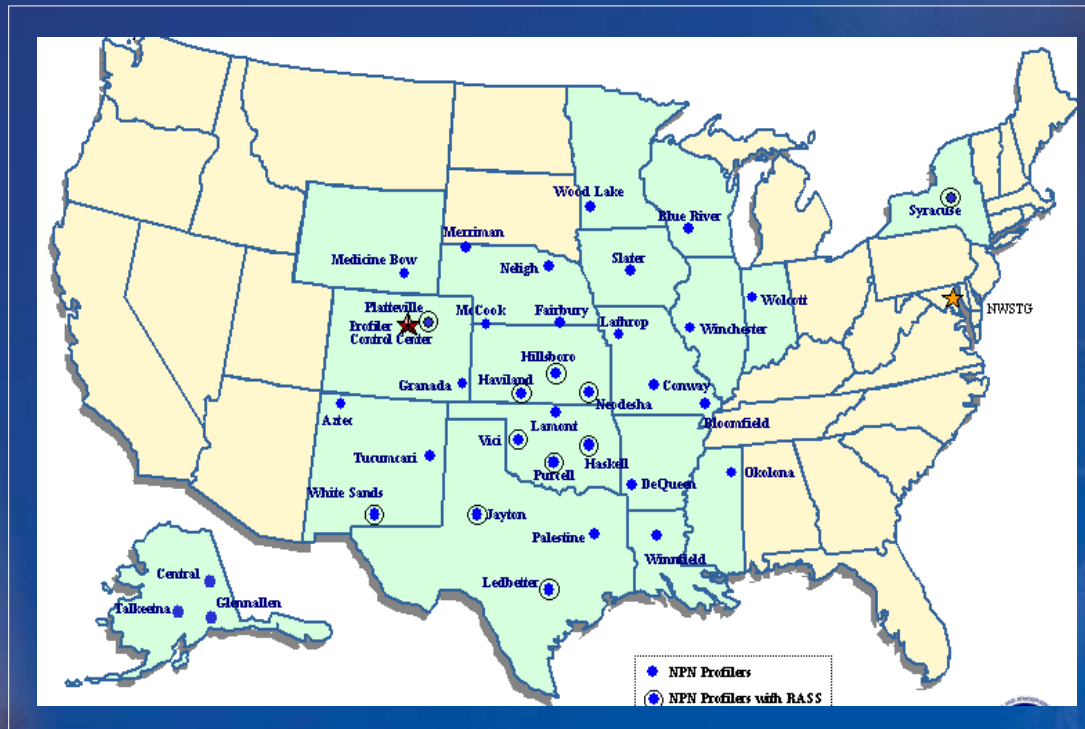 Wood Lake
Blue River
Syracuse
Merriman
Medicine Bow
Neligh
Slater
Wolcott
Platteville
McCook
Fairbury
Lathrop
Winchester
NWSTG
Profiler
Control Center
Hillsboro
Granada
Haviland
Neodesha
Conway
Aztec
Lamont
Bloomfield
Vici
Tucumcari
Haskell
Purcell
Okolona
White Sands
DeQueen
Jayton
Palestine
Winnfield
Central
Ledbetter
Talkeetna
Glennallen
NPN Profilers
NPN Profilers with RASS